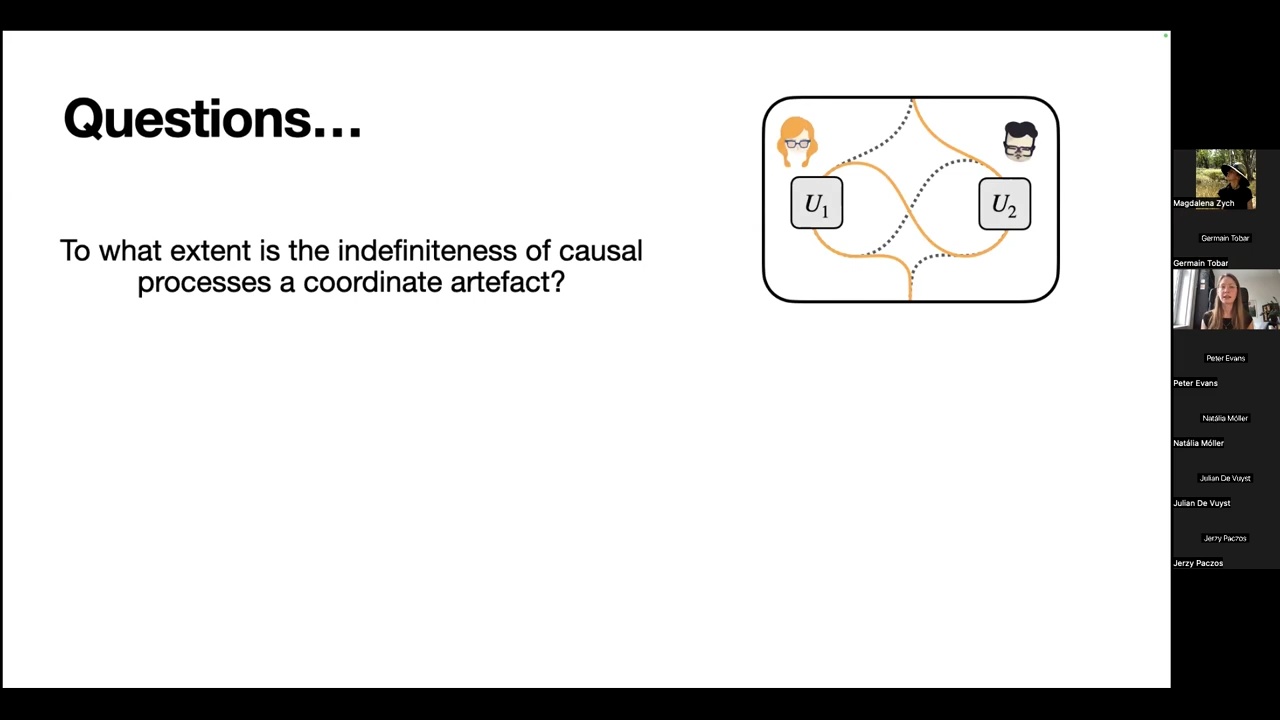 Questions…
To what extent is the indefiniteness of causal
processes a coordinate artefact?
U1
U2
Magdalena Zych
Germain Tobar
Germain Tobar
Peter Evans
Peter Evans
Natália Móller
Natália Móller
Julian De Vuyst
Julian De Vuyst
Jerzy Paczos
Jerzy Paczos